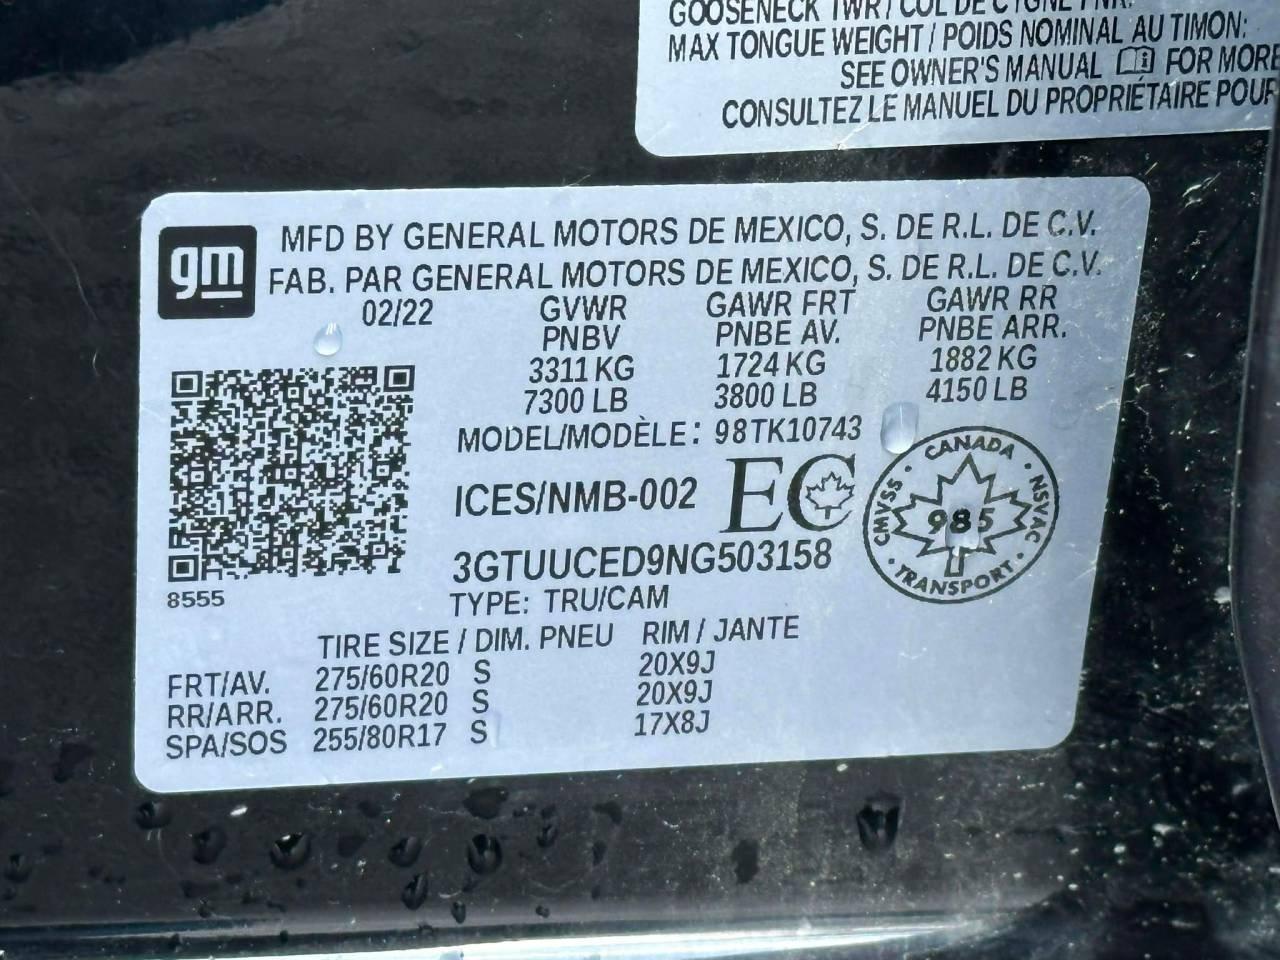 GOOSENECK TWR / COL DE CYGNE PNR:
MAX TONGUE WEIGHT / POIDS NOMINAL AU TIMON:
SEE OWNER'S MANUAL FOR MORE
CONSULTEZ LE MANUEL DU PROPRIÉTAIRE POUR
gm
MFD BY GENERAL MOTORS DE MEXICO, S. DE R.L. DE C.V.
FAB. PAR GENERAL MOTORS DE MEXICO, S. DE R.L. DE C.V.
02/22 GVWR GAWR FRT GAWR RR
PNBV PNBE AV. PNBE ARR.
3311 KG 1724 KG 1882 KG
7300 LB 3800 LB 4150 LB
MODEL/MODÈLE: 98TK10743
ICES/NMB-002 EC
CANADA
CMVSS 985 NSVAC
TRANSPORT
3GTUUCED9NG503158
8555
TYPE: TRU/CAM
TIRE SIZE / DIM. PNEU RIM / JANTE
FRT/AV. 275/60R20 S 20X9J
RR/ARR. 275/60R20 S 20X9J
SPA/SOS 255/80R17 S 17X8J